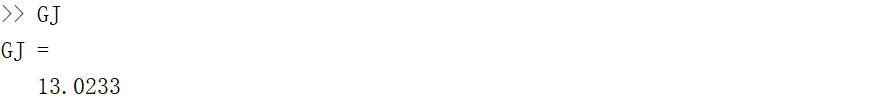 >> GJ
GJ =
13.0233